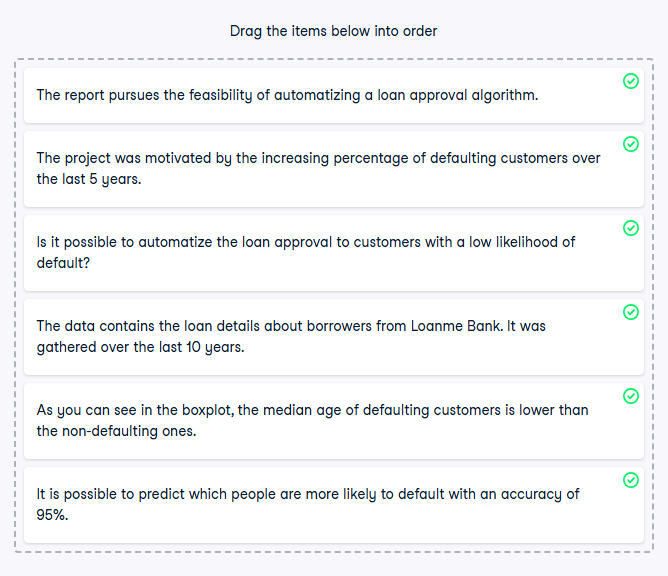 Drag the items below into order
The report pursues the feasibility of automatizing a loan approval algorithm.
The project was motivated by the increasing percentage of defaulting customers over
the last 5 years.
Is it possible to automatize the loan approval to customers with a low likelihood of
default?
The data contains the loan details about borrowers from Loanme Bank. It was
gathered over the last 10 years.
As you can see in the boxplot, the median age of defaulting customers is lower than
the non-defaulting ones.
It is possible to predict which people are more likely to default with an accuracy of
95%.